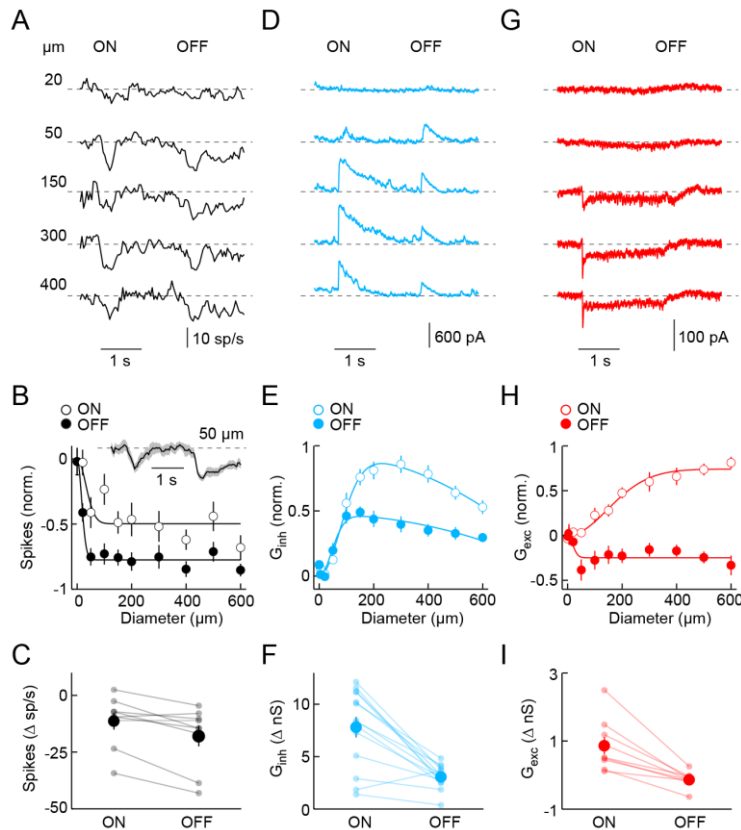 A
D
G
µm
ON
OFF
ON
OFF
ON
OFF
20
50
150
300
400
10 sp/s
600 pA
100 pA
1 s
1 s
1 s
B
ON
OFF
50 µm
1 s
Spikes (norm.)
0
-0.5
-1
0
200
400
600
Diameter (µm)
E
ON
OFF
G inh (norm.)
1
0.5
0
0
200
400
600
Diameter (µm)
H
ON
OFF
G exc (norm.)
1
0.5
0
-0.5
0
200
400
600
Diameter (µm)
C
Spikes (Δ sp/s)
0
-25
-50
ON
OFF
F
G inh (Δ nS)
10
5
0
ON
OFF
I
G exc (Δ nS)
3
1
-1
ON
OFF